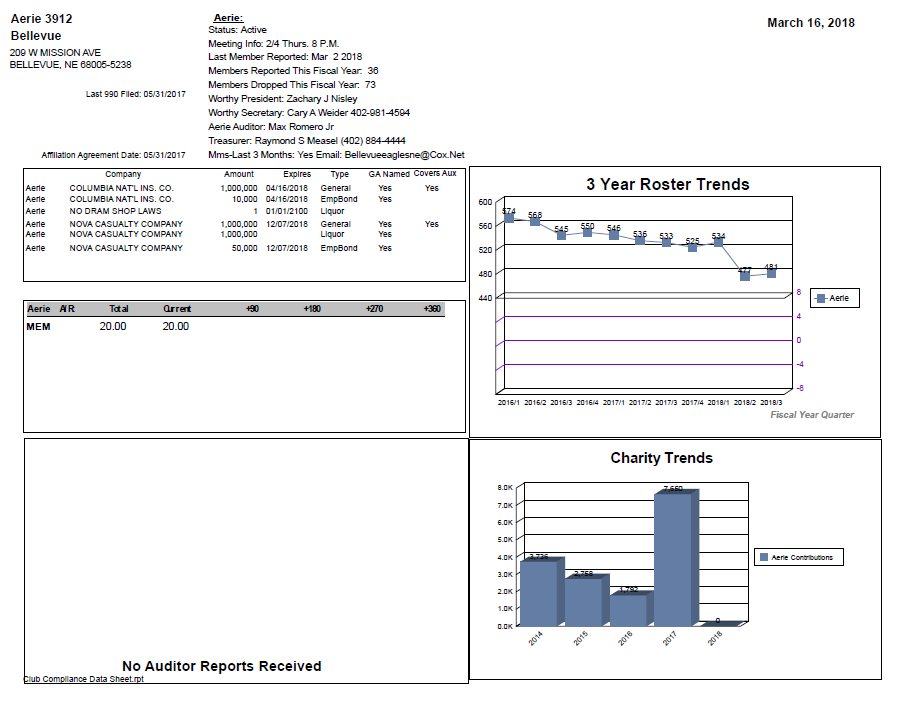 Aerie 3912
Bellevue
209 W MISSION AVE
BELLEVUE, NE 68005-5238
Last 990 Filed: 05/31/2017
Affiliation Agreement Date: 05/31/2017
Aerie:
Status: Active
Meeting Info: 2/4 Thurs. 8 P.M.
Last Member Reported: Mar 2 2018
Members Reported This Fiscal Year: 36
Members Dropped This Fiscal Year: 73
Worthy President: Zachary J Nisley
Worthy Secretary: Cary A Weider 402-981-4594
Aerie Auditor: Max Romero Jr
Treasurer: Raymond S Measel (402) 884-4444
Mms-Last 3 Months: Yes Email: Bellevueeaglesne@Cox.Net
March 16, 2018
Company Amount Expires Type GA Named Covers Aux
Aerie COLUMBIA NAT'L INS. CO. 1,000,000 04/16/2018 General Yes Yes
Aerie COLUMBIA NAT'L INS. CO. 10,000 04/16/2018 EmpBond Yes
Aerie NO DRAM SHOP LAWS 1 01/01/2100 Liquor
Aerie NOVA CASUALTY COMPANY 1,000,000 12/07/2018 General Yes Yes
Aerie NOVA CASUALTY COMPANY 1,000,000 Liquor Yes
Aerie NOVA CASUALTY COMPANY 50,000 12/07/2018 EmpBond Yes
Aerie A/R Total Current +90 +180 +270 +360
MEM 20.00 20.00
3 Year Roster Trends
600
560
520
480
440
574 568 545 550 546 536 533 525 534 477 481
8
4
0
-4
-8
Aerie
2016/1 2016/2 2016/3 2016/4 2017/1 2017/2 2017/3 2017/4 2018/1 2018/2 2018/3
Fiscal Year Quarter
No Auditor Reports Received
Club Compliance Data Sheet.rpt
Charity Trends
8.0K
7.0K
6.0K
5.0K
4.0K
3.0K
2.0K
1.0K
0.0K
3,736 2,758 1,792 7,650 0
Aerie Contributions
2014 2015 2016 2017 2018